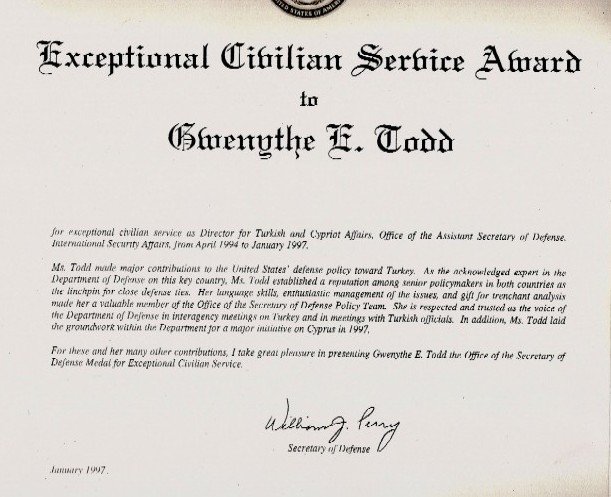 UNITED STATES OF AM
Exceptional Civilian Service Award
to
Gwenythe E. Todd
for exceptional civilian service as Director for Turkish and Cypriot Affairs, Office of the Assistant Secretary of Defense,
International Security Affairs, from April 1994 to January 1997.
Ms. Todd made major contributions to the United States' defense policy toward Turkey. As the acknowledged expert in the
Department of Defense on this key country, Ms. Todd established a reputation among senior policymakers in both countries as
the linchpin for close defense ties. Her language skills, enthusiastic management of the issues, and gift for trenchant analysis
made her a valuable member of the Office of the Secretary of Defense Policy Team. She is respected and trusted as the voice of
the Department of Defense in interagency meetings on Turkey and in meetings with Turkish officials. In addition, Ms. Todd laid
the groundwork within the Department for a major initiative on Cyprus in 1997.
For these and her many other contributions, I take great pleasure in presenting Gwenythe E. Todd the Office of the Secretary of
Defense Medal for Exceptional Civilian Service.
William J. Perry
Secretary of Defense
January 1997.